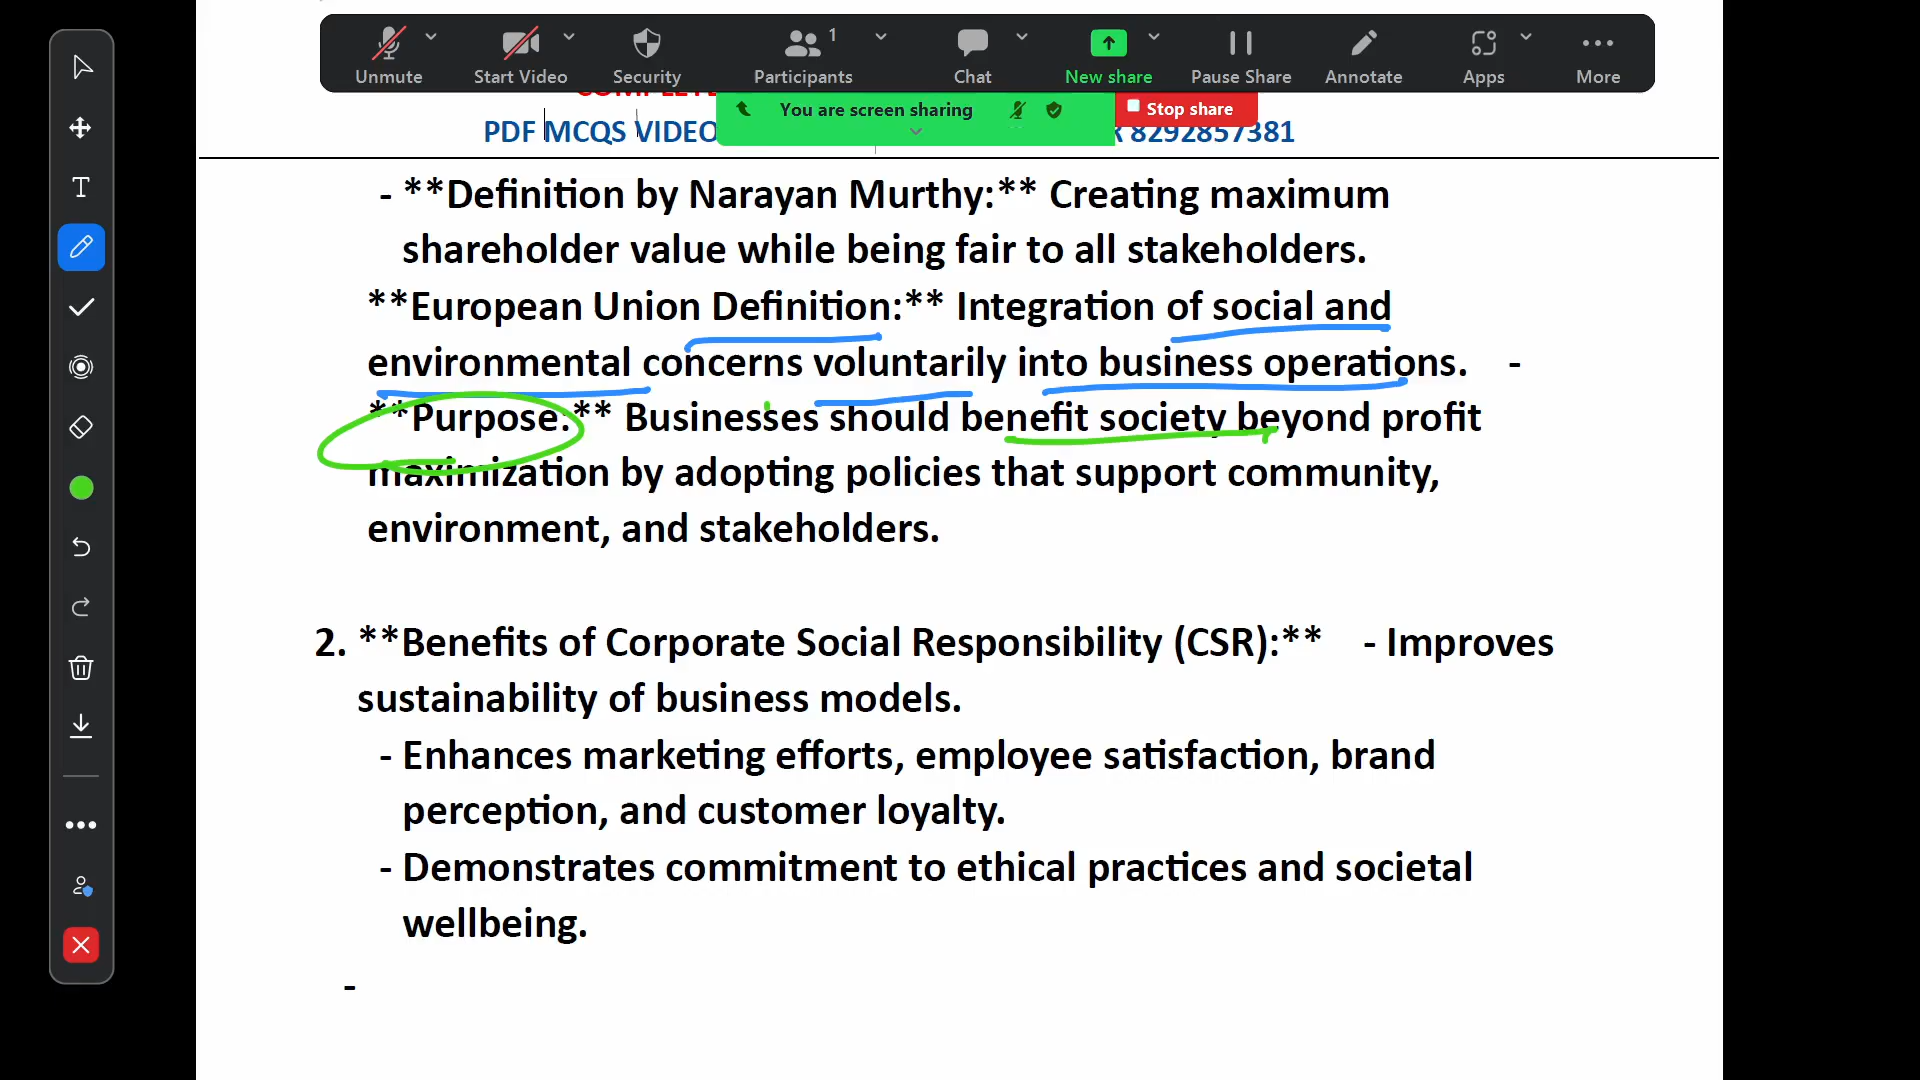 Unmute
Start Video
Security
Participants
1
Chat
New share
Pause Share
Annotate
Apps
More
You are screen sharing
Stop share
PDF MCQS VIDEO
8292857381
- **Definition by Narayan Murthy:** Creating maximum
shareholder value while being fair to all stakeholders.
**European Union Definition:** Integration of social and
environmental concerns voluntarily into business operations. -
**Purpose:** Businesses should benefit society beyond profit
maximization by adopting policies that support community,
environment, and stakeholders.
2. **Benefits of Corporate Social Responsibility (CSR):** - Improves
sustainability of business models.
- Enhances marketing efforts, employee satisfaction, brand
perception, and customer loyalty.
- Demonstrates commitment to ethical practices and societal
wellbeing.
-